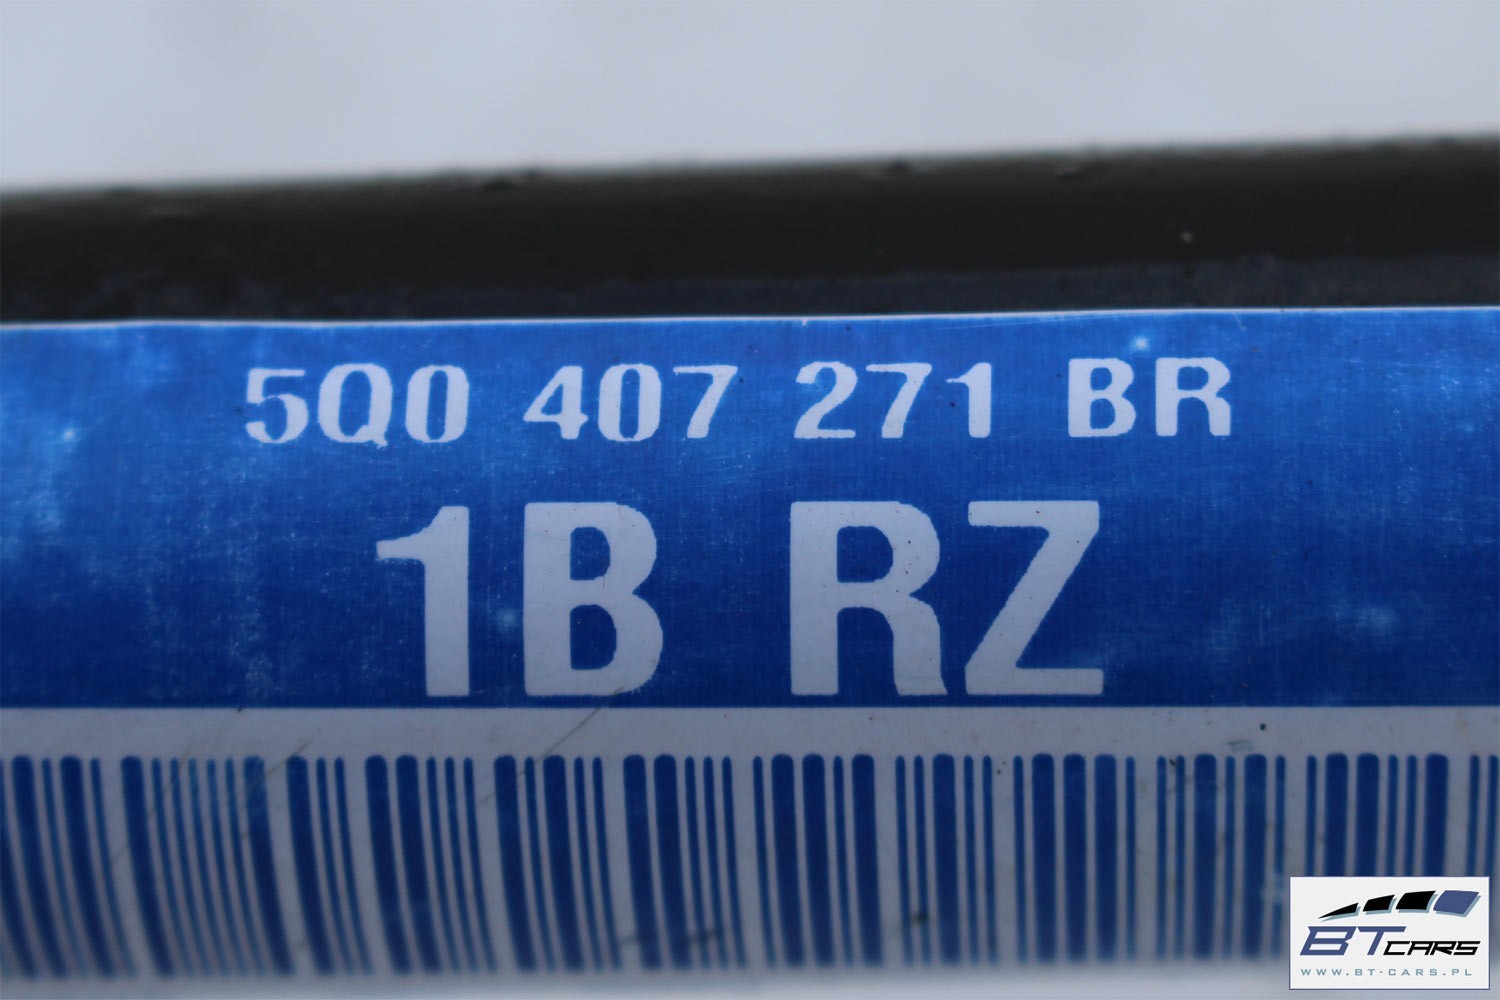 5Q0 407 271 BR
1B RZ
BTCARS
WWW.BT-CARS.PL